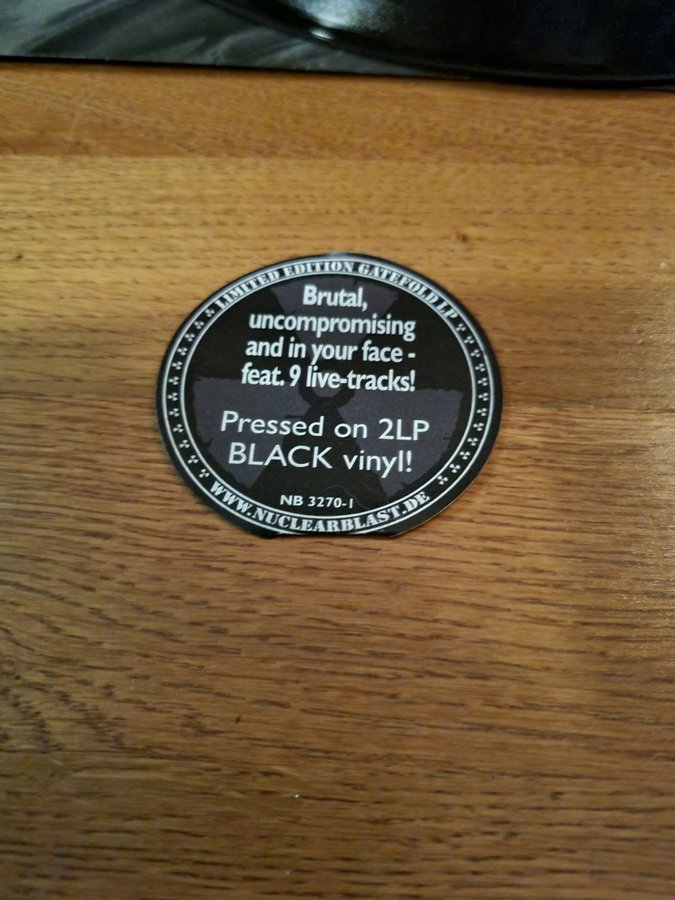 LIMITED EDITION GATEFOLD LP
Brutal,
uncompromising
and in your face -
feat. 9 live-tracks!
Pressed on 2LP
BLACK vinyl!
NB 3270-1
WWW.NUCLEARBLAST.DE